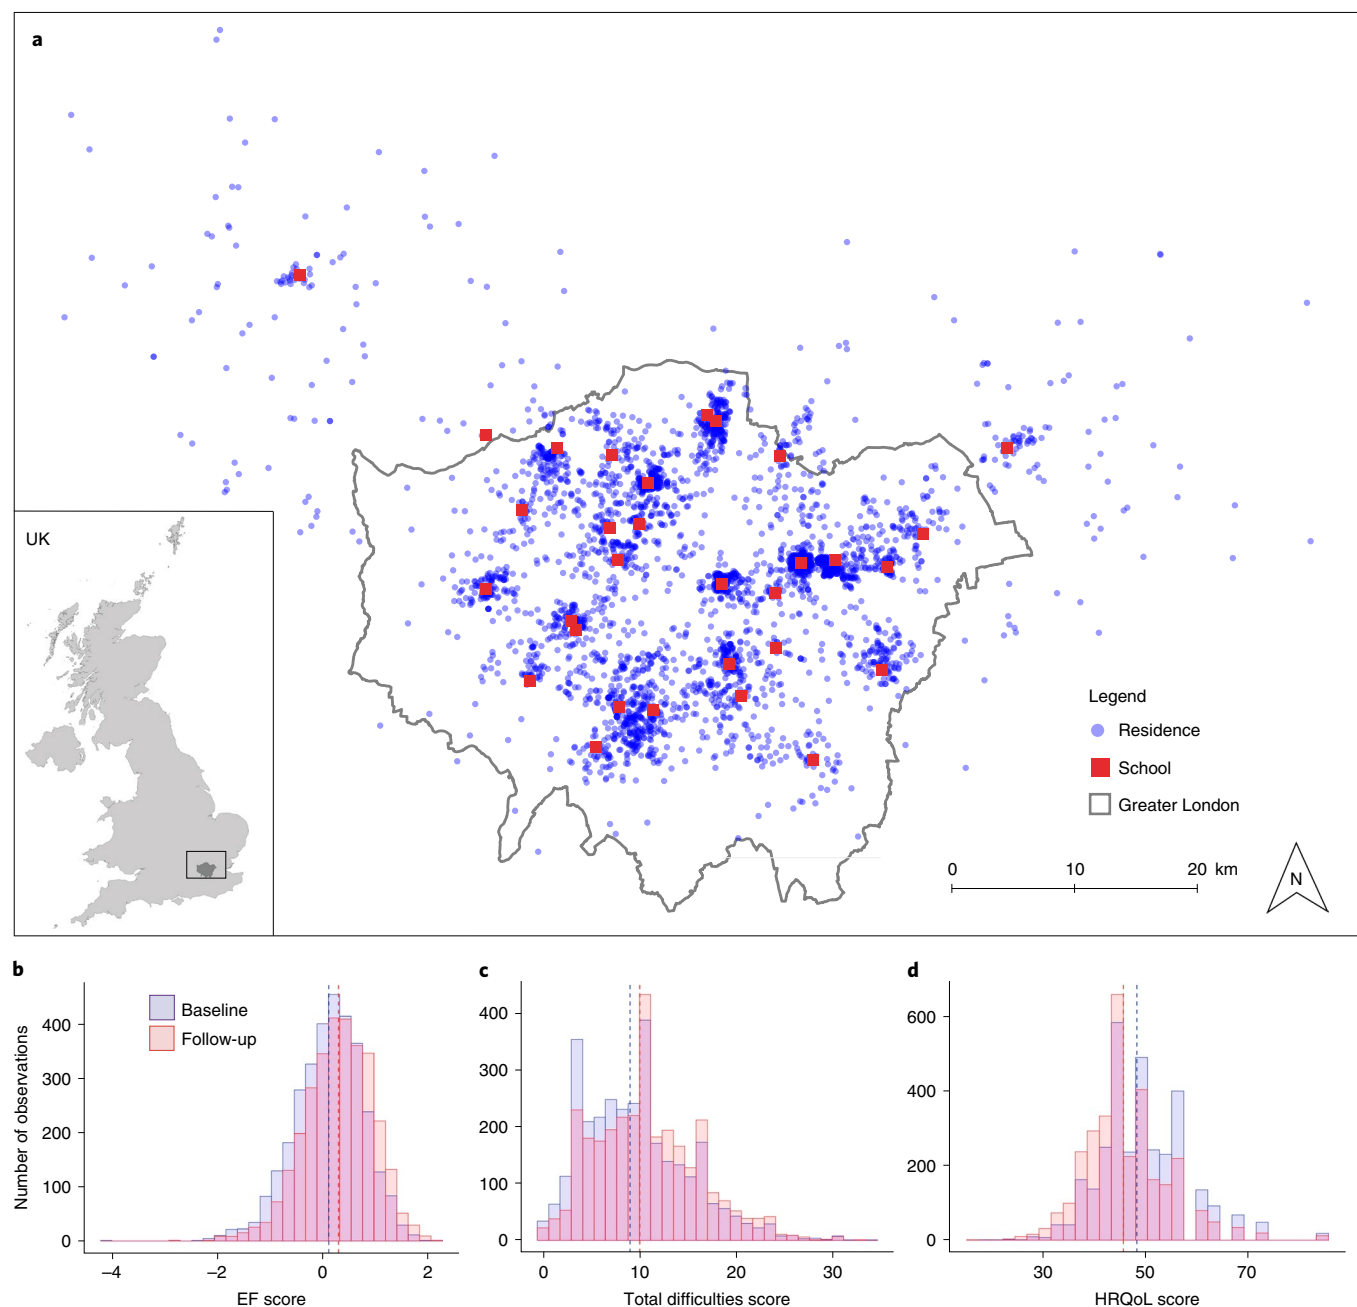 a
UK
Legend
Residence
School
Greater London
0 10 20 km
N
b
c
d
Number of observations
Baseline
Follow-up
400
300
200
100
0
–4 –2 0 2
EF score
400
300
200
100
0
0 10 20 30
Total difficulties score
600
400
200
0
30 50 70
HRQoL score